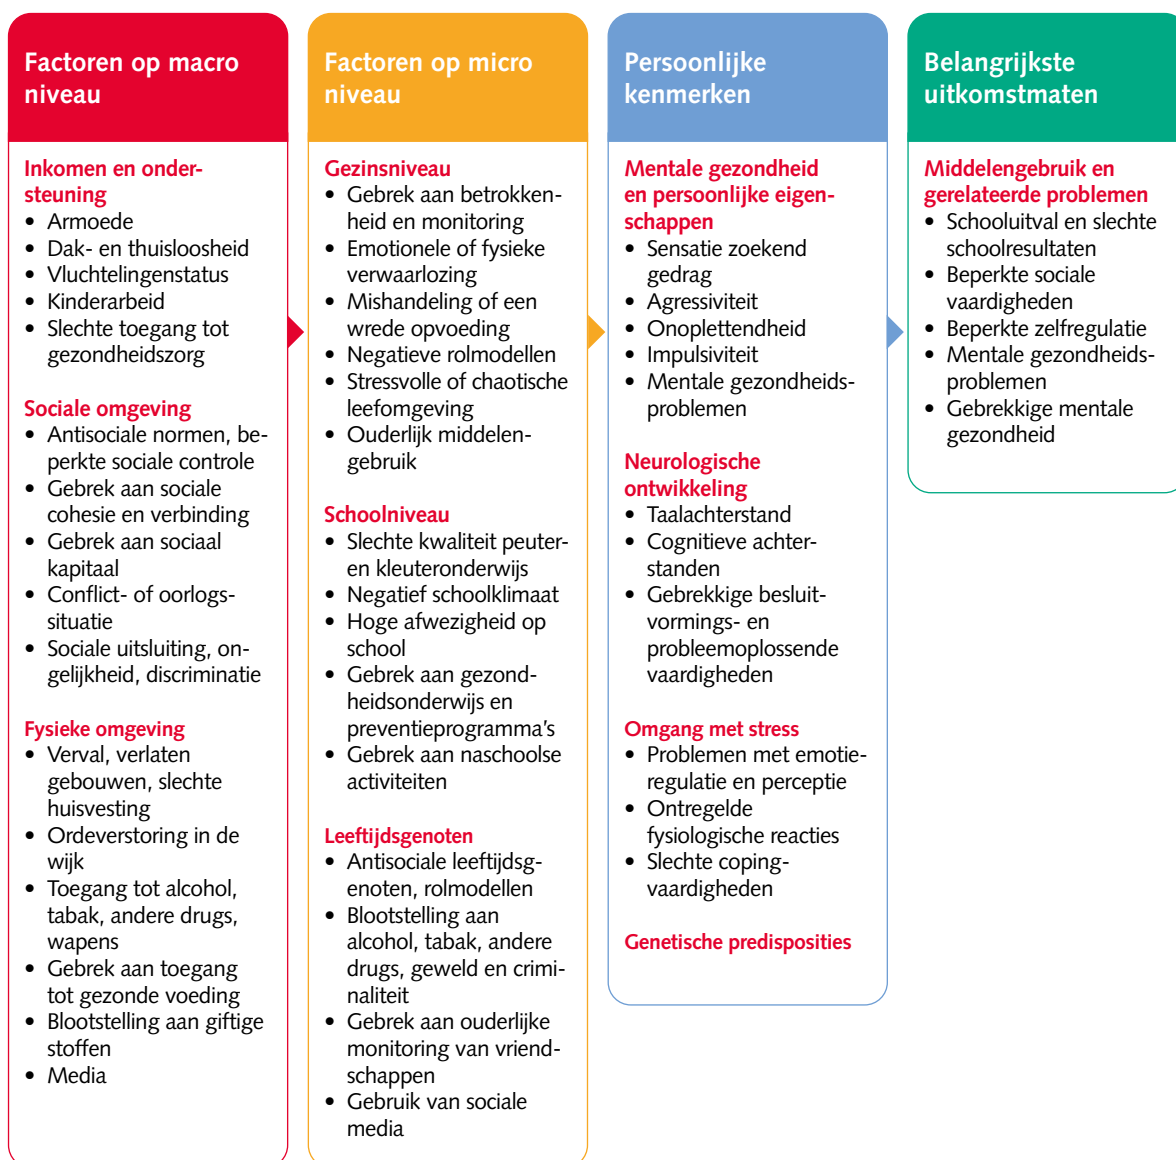 Factoren op macro
niveau
Inkomen en onder-
steuning
• Armoede
• Dak- en thuisloosheid
• Vluchtelingenstatus
• Kinderarbeid
• Slechte toegang tot
gezondheidszorg
Sociale omgeving
• Antisociale normen, be-
perkte sociale controle
• Gebrek aan sociale
cohesie en verbinding
• Gebrek aan sociaal
kapitaal
• Conflict- of oorlogs-
situatie
• Sociale uitsluiting, on-
gelijkheid, discriminatie
Fysieke omgeving
• Verval, verlaten
gebouwen, slechte
huisvesting
• Ordeverstoring in de
wijk
• Toegang tot alcohol,
tabak, andere drugs,
wapens
• Gebrek aan toegang
tot gezonde voeding
• Blootstelling aan giftige
stoffen
• Media
Factoren op micro
niveau
Gezinsniveau
• Gebrek aan betrokken-
heid en monitoring
• Emotionele of fysieke
verwaarlozing
• Mishandeling of een
wrede opvoeding
• Negatieve rolmodellen
• Stressvolle of chaotische
leefomgeving
• Ouderlijk middelen-
gebruik
Schoolniveau
• Slechte kwaliteit peuter-
en kleuteronderwijs
• Negatief schoolklimaat
• Hoge afwezigheid op
school
• Gebrek aan gezond-
heidsonderwijs en
preventieprogramma's
• Gebrek aan naschoolse
activiteiten
Leeftijdsgenoten
• Antisociale leeftijdsg-
enoten, rolmodellen
• Blootstelling aan
alcohol, tabak, andere
drugs, geweld en crimi-
naliteit
• Gebrek aan ouderlijke
monitoring van vriend-
schappen
• Gebruik van sociale
media
Persoonlijke
kenmerken
Mentale gezondheid
en persoonlijke eigen-
schappen
• Sensatie zoekend
gedrag
• Agressiviteit
• Onoplettendheid
• Impulsiviteit
• Mentale gezondheids-
problemen
Neurologische
ontwikkeling
• Taalachterstand
• Cognitieve achter-
standen
• Gebrekkige besluit-
vormings- en
probleemoplossende
vaardigheden
Omgang met stress
• Problemen met emotie-
regulatie en perceptie
• Ontregelde
fysiologische reacties
• Slechte coping-
vaardigheden
Genetische predisposities
Belangrijkste
uitkomstmaten
Middelengebruik en
gerelateerde problemen
• Schooluitval en slechte
schoolresultaten
• Beperkte sociale
vaardigheden
• Beperkte zelfregulatie
• Mentale gezondheids-
problemen
• Gebrekkige mentale
gezondheid